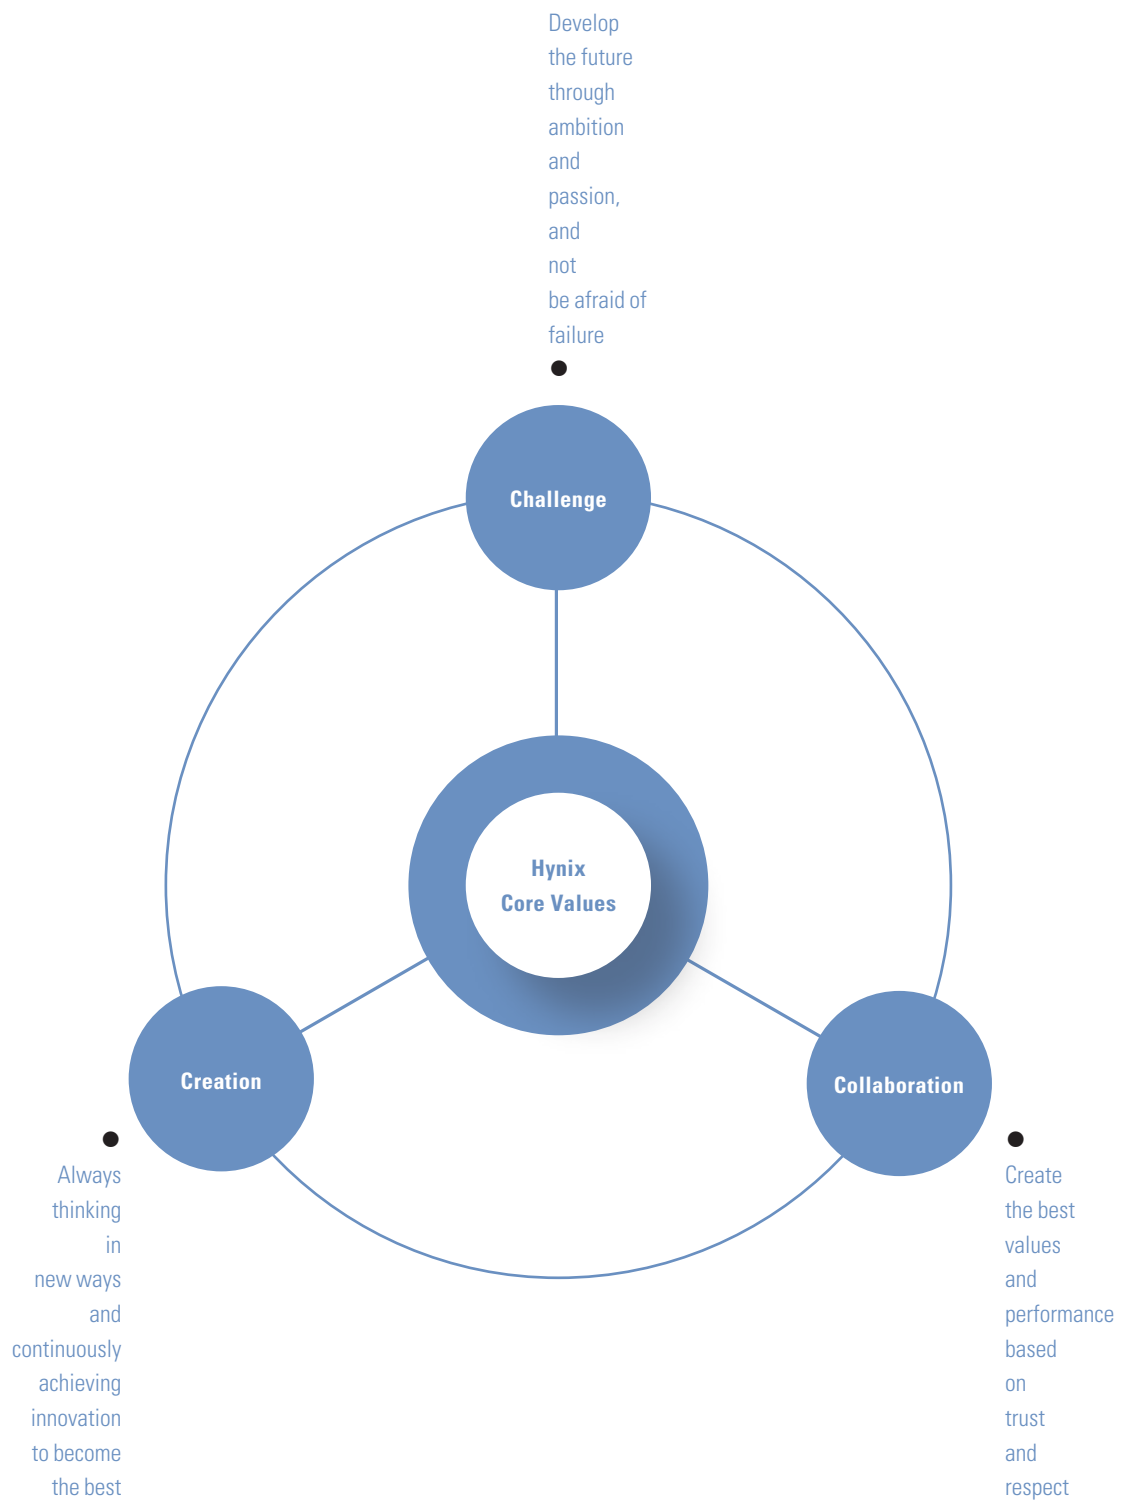 Develop
the future
through
ambition
and
passion,
and
not
be afraid of
failure
Challenge
Hynix
Core Values
Creation
Collaboration
Always
thinking
in
new ways
and
continuously
achieving
innovation
to become
the best
Create
the best
values
and
performance
based
on
trust
and
respect